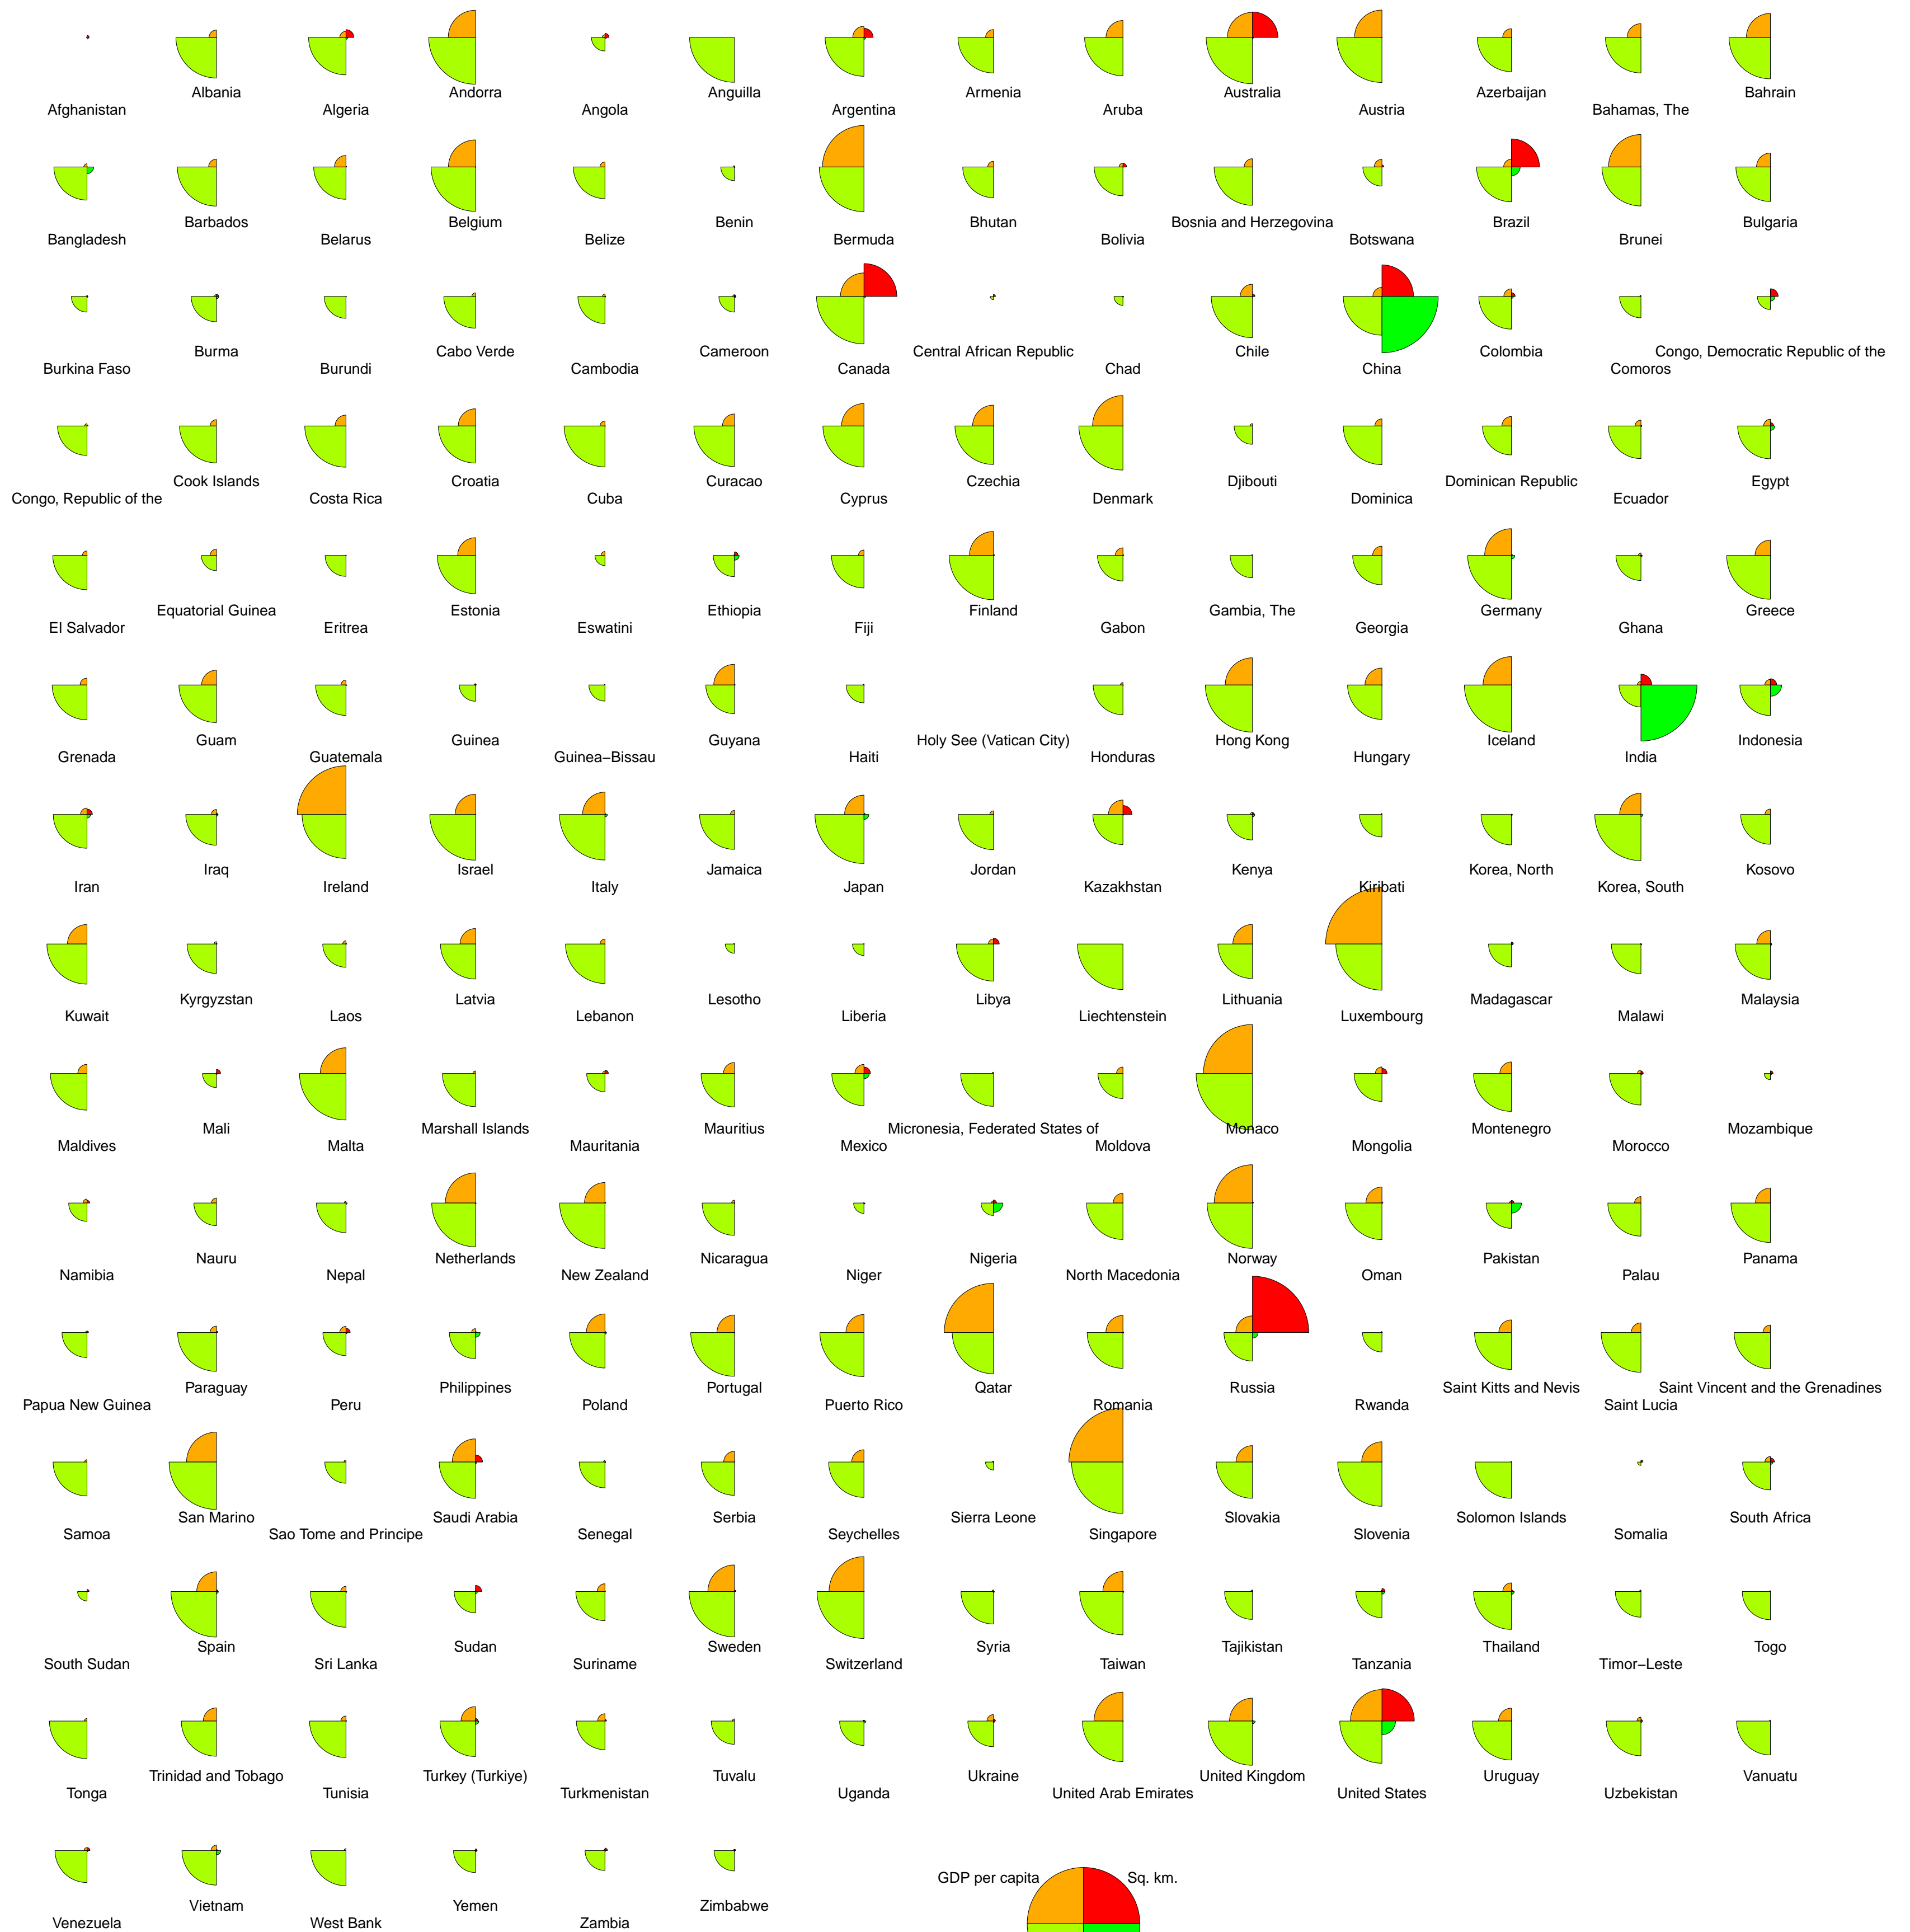 Afghanistan
Albania
Algeria
Andorra
Angola
Anguilla
Argentina
Armenia
Aruba
Australia
Austria
Azerbaijan
Bahamas, The
Bahrain
Bangladesh
Barbados
Belarus
Belgium
Belize
Benin
Bermuda
Bhutan
Bolivia
Bosnia and Herzegovina
Botswana
Brazil
Brunei
Bulgaria
Burkina Faso
Burma
Burundi
Cabo Verde
Cambodia
Cameroon
Canada
Central African Republic
Chad
Chile
China
Colombia
Comoros
Congo, Democratic Republic of the
Congo, Republic of the
Cook Islands
Costa Rica
Croatia
Cuba
Curacao
Cyprus
Czechia
Denmark
Djibouti
Dominica
Dominican Republic
Ecuador
Egypt
El Salvador
Equatorial Guinea
Eritrea
Estonia
Eswatini
Ethiopia
Fiji
Finland
Gabon
Gambia, The
Georgia
Germany
Ghana
Greece
Grenada
Guam
Guatemala
Guinea
Guinea−Bissau
Guyana
Haiti
Holy See (Vatican City)
Honduras
Hong Kong
Hungary
Iceland
India
Indonesia
Iran
Iraq
Ireland
Israel
Italy
Jamaica
Japan
Jordan
Kazakhstan
Kenya
Kiribati
Korea, North
Korea, South
Kosovo
Kuwait
Kyrgyzstan
Laos
Latvia
Lebanon
Lesotho
Liberia
Libya
Liechtenstein
Lithuania
Luxembourg
Madagascar
Malawi
Malaysia
Maldives
Mali
Malta
Marshall Islands
Mauritania
Mauritius
Mexico
Micronesia, Federated States of
Moldova
Monaco
Mongolia
Montenegro
Morocco
Mozambique
Namibia
Nauru
Nepal
Netherlands
New Zealand
Nicaragua
Niger
Nigeria
North Macedonia
Norway
Oman
Pakistan
Palau
Panama
Papua New Guinea
Paraguay
Peru
Philippines
Poland
Portugal
Puerto Rico
Qatar
Romania
Russia
Rwanda
Saint Kitts and Nevis
Saint Lucia
Saint Vincent and the Grenadines
Samoa
San Marino
Sao Tome and Principe
Saudi Arabia
Senegal
Serbia
Seychelles
Sierra Leone
Singapore
Slovakia
Slovenia
Solomon Islands
Somalia
South Africa
South Sudan
Spain
Sri Lanka
Sudan
Suriname
Sweden
Switzerland
Syria
Taiwan
Tajikistan
Tanzania
Thailand
Timor−Leste
Togo
Tonga
Trinidad and Tobago
Tunisia
Turkey (Turkiye)
Turkmenistan
Tuvalu
Uganda
Ukraine
United Arab Emirates
United Kingdom
United States
Uruguay
Uzbekistan
Vanuatu
Venezuela
Vietnam
West Bank
Yemen
Zambia
Zimbabwe
GDP per capita
Sq. km.